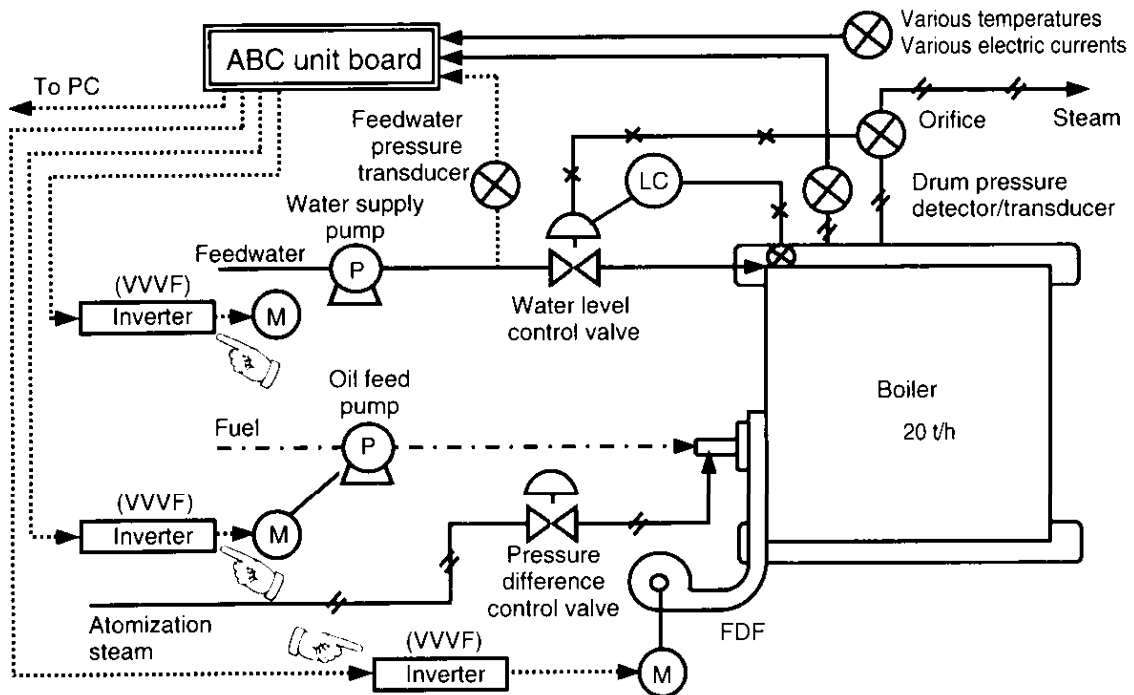 Various temperatures
Various electric currents
ABC unit board
To PC
Feedwater
pressure
transducer
Orifice
Steam
LC
Drum pressure
detector/transducer
Water supply
pump
Feedwater
P
(VVVF)
Inverter
M
Water level
control valve
Oil feed
pump
Fuel
P
Boiler
20 t/h
(VVVF)
Inverter
M
Pressure
difference
control valve
Atomization
steam
FDF
(VVVF)
Inverter
M